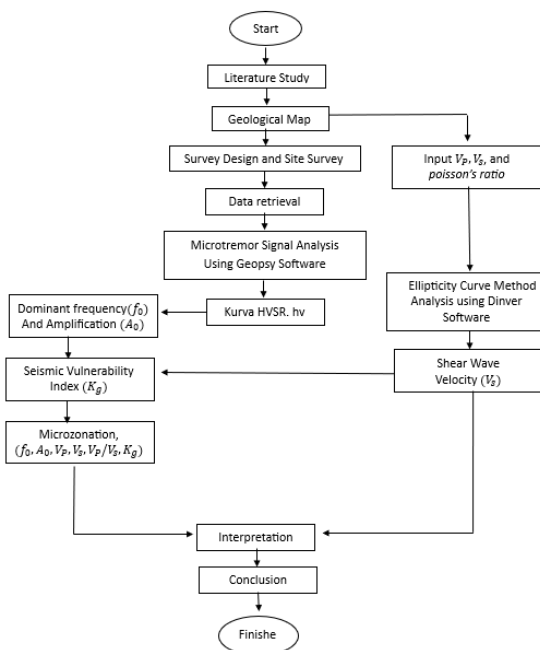 Start
Literature Study
Geological Map
Survey Design and Site Survey
Input V_P, V_s, and
poisson's ratio
Data retrieval
Microtremor Signal Analysis
Using Geopsy Software
Ellipticity Curve Method
Analysis using Dinver
Software
Dominant frequency(f_0)
And Amplification (A_0)
Kurva HVSR. hv
Seismic Vulnerability
Index (K_g)
Shear Wave
Velocity (V_s)
Microzonation,
(f_0, A_0, V_P, V_s, V_P/V_s, K_g)
Interpretation
Conclusion
Finishe